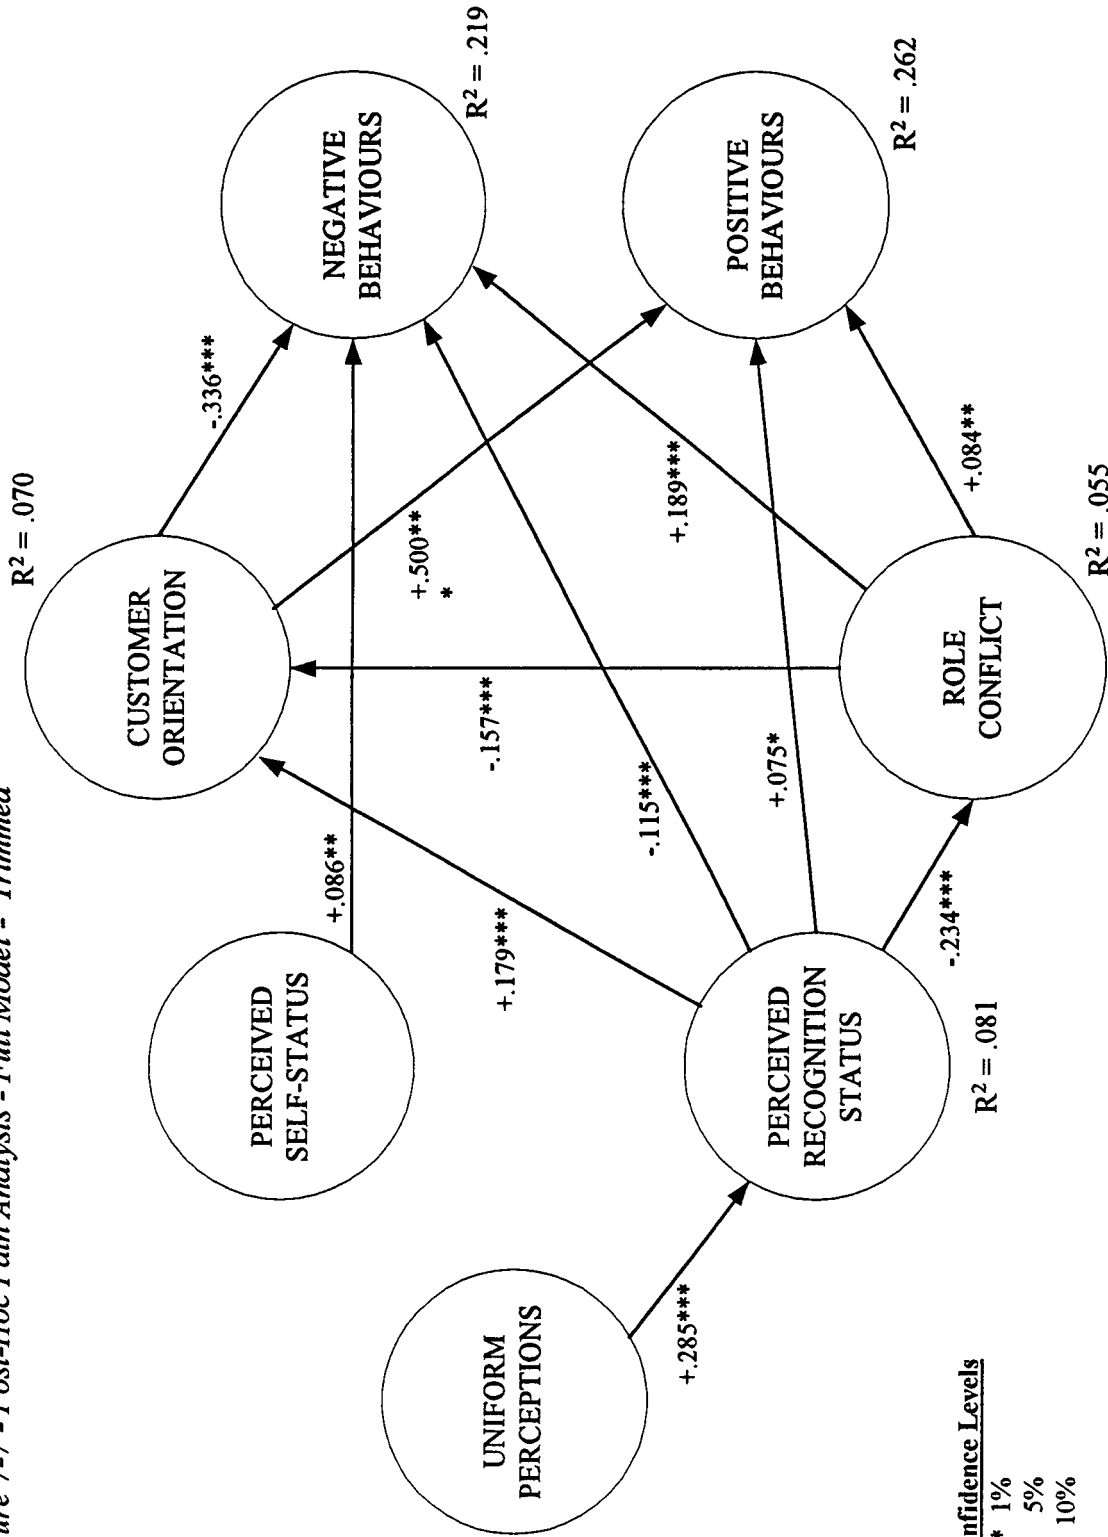 ure 7-7 - Post-Hoc Path Analysis - Full Model - Trimmed
R² = .070
CUSTOMER
ORIENTATION
-.336***
NEGATIVE
BEHAVIOURS
R² = .219
PERCEIVED
SELF-STATUS
+.086**
+.500**
*
+.179***
-.157***
+.189***
UNIFORM
PERCEPTIONS
+.285***
PERCEIVED
RECOGNITION
STATUS
R² = .081
-.115***
+.075*
-.234***
ROLE
CONFLICT
R² = .055
+.084**
POSITIVE
BEHAVIOURS
R² = .262
nfidence Levels
* 1%
5%
10%